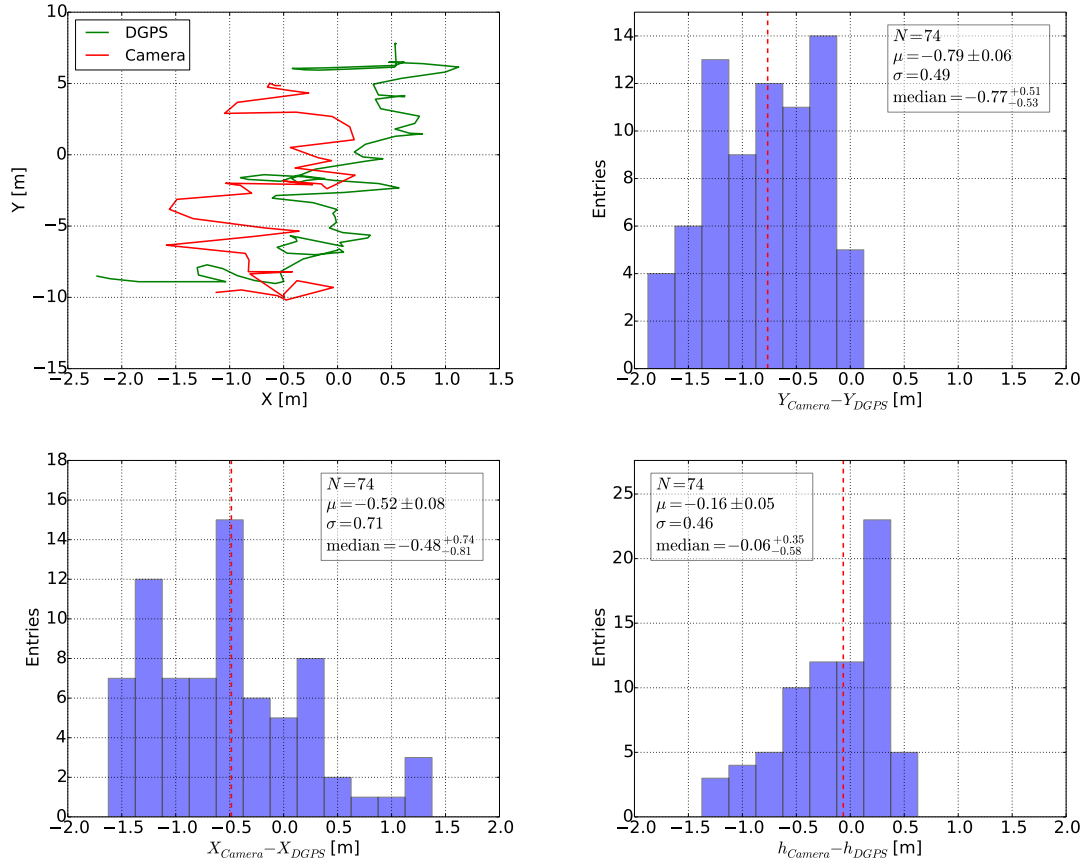 DGPS
Camera
10
5
0
−5
−10
−15
Y [m]
−2.5 −2.0 −1.5 −1.0 −0.5 0.0 0.5 1.0 1.5
X [m]
N = 74
μ = −0.79 ± 0.06
σ = 0.49
median = −0.77 +0.51 −0.53
14
12
10
8
6
4
2
0
Entries
−2.0 −1.5 −1.0 −0.5 0.0 0.5 1.0 1.5 2.0
Y_Camera − Y_DGPS [m]
N = 74
μ = −0.52 ± 0.08
σ = 0.71
median = −0.48 +0.74 −0.81
18
16
14
12
10
8
6
4
2
0
Entries
−2.0 −1.5 −1.0 −0.5 0.0 0.5 1.0 1.5 2.0
X_Camera − X_DGPS [m]
N = 74
μ = −0.16 ± 0.05
σ = 0.46
median = −0.06 +0.35 −0.58
25
20
15
10
5
0
Entries
−2.0 −1.5 −1.0 −0.5 0.0 0.5 1.0 1.5 2.0
h_Camera − h_DGPS [m]